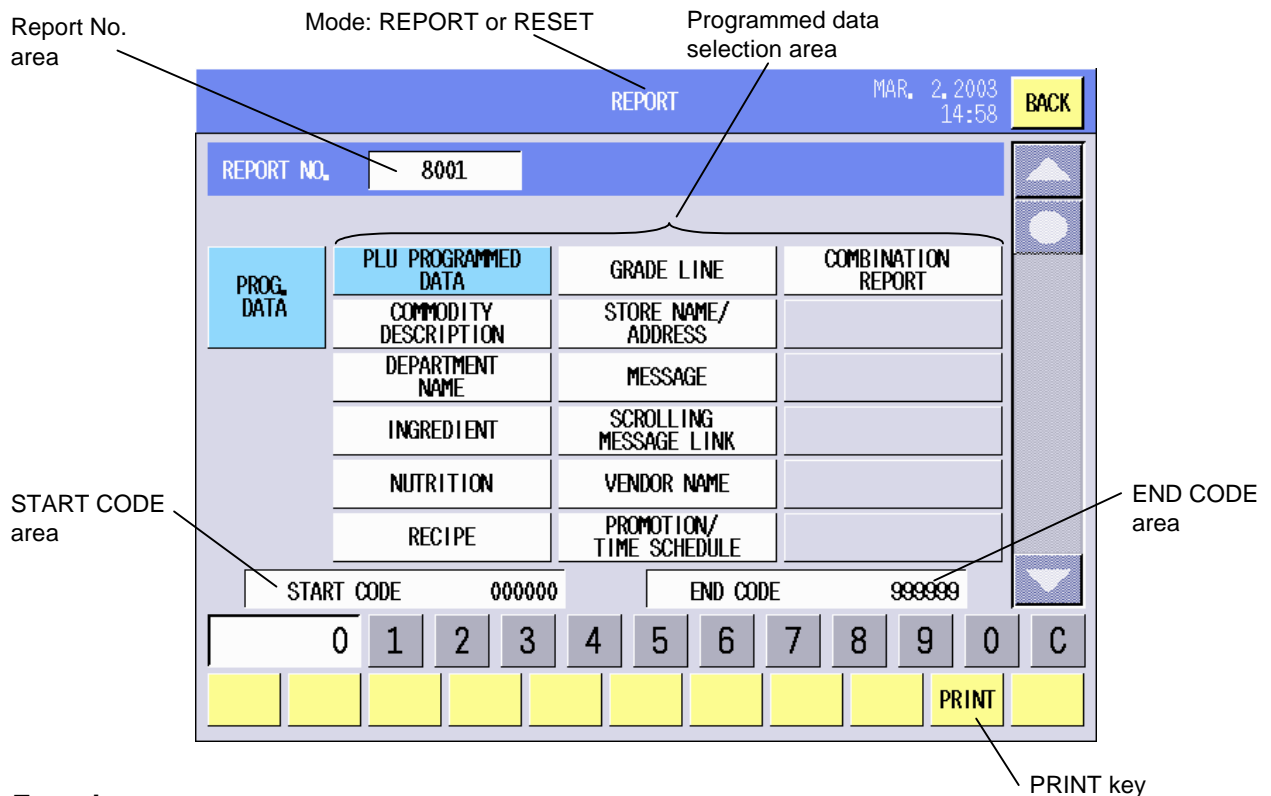 Report No.
area
Mode: REPORT or RESET
Programmed data
selection area
REPORT
MAR. 2.2003
14:58
BACK
REPORT NO.
8001
PROG.
DATA
PLU PROGRAMMED
DATA
GRADE LINE
COMBINATION
REPORT
COMMODITY
DESCRIPTION
STORE NAME/
ADDRESS
DEPARTMENT
NAME
MESSAGE
INGREDIENT
SCROLLING
MESSAGE LINK
NUTRITION
VENDOR NAME
RECIPE
PROMOTION/
TIME SCHEDULE
START CODE
area
END CODE
area
START CODE 000000
END CODE 999999
0 1 2 3 4 5 6 7 8 9 0 C
PRINT
PRINT key